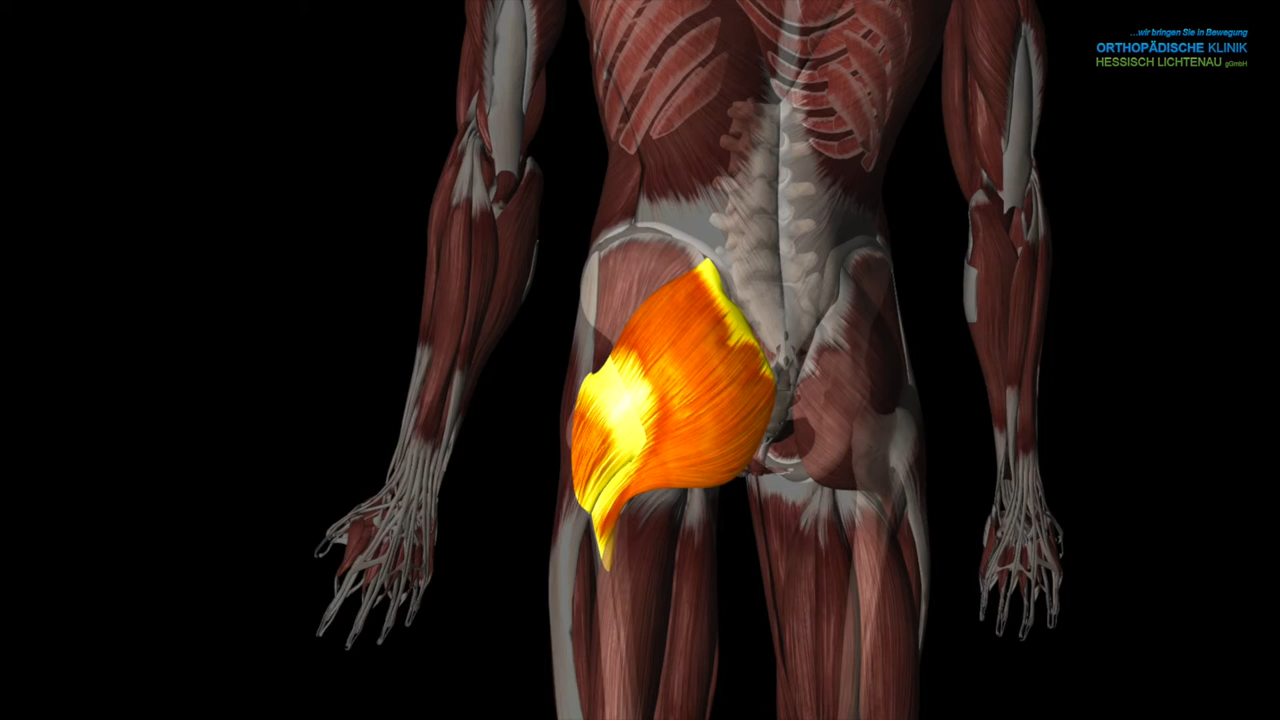 ...wir bringen Sie in Bewegung
ORTHOPÄDISCHE KLINIK
HESSISCH LICHTENAU gGmbH